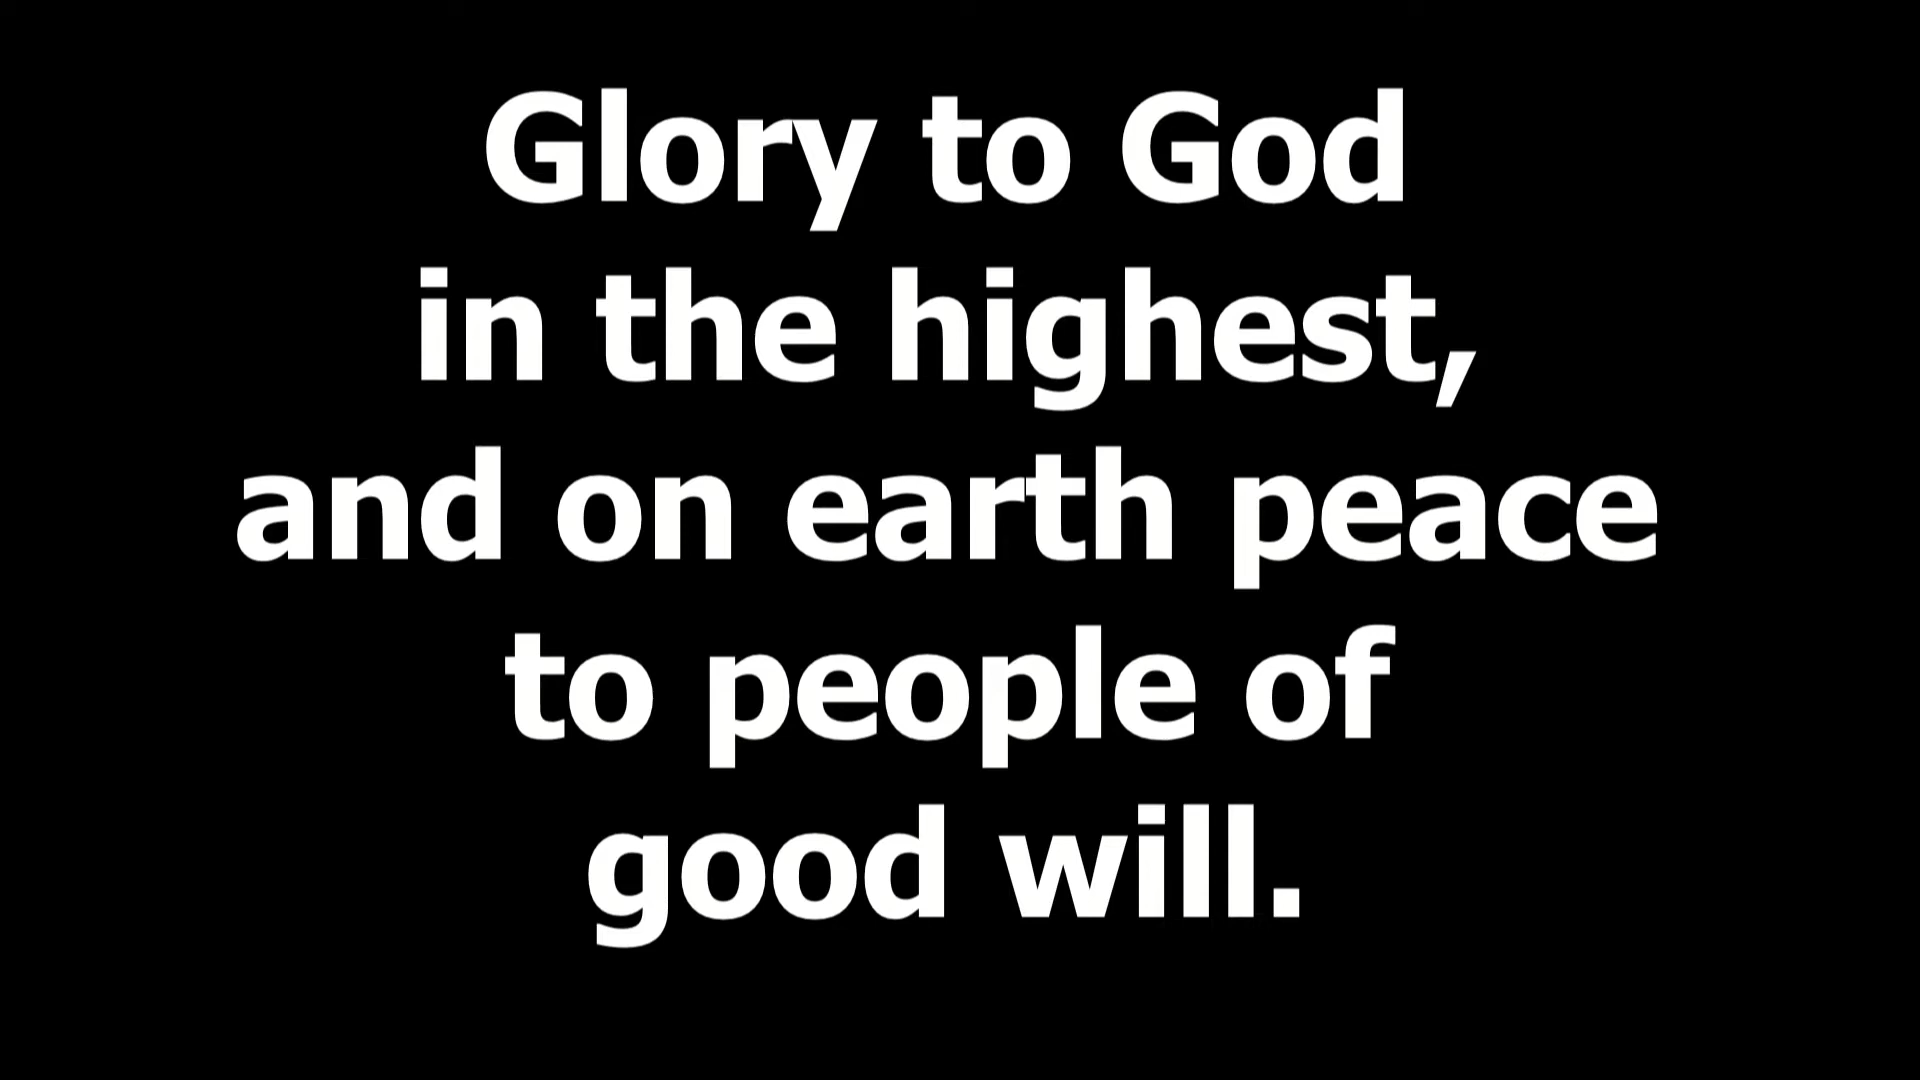 Glory to God
in the highest,
and on earth peace
to people of
good will.